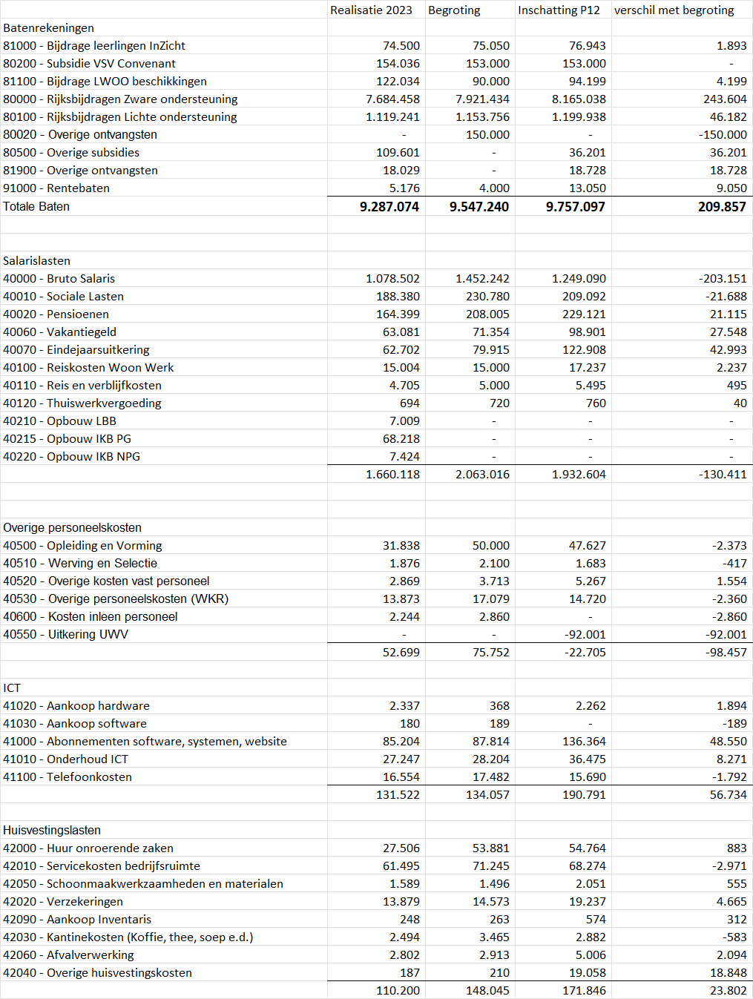 Realisatie 2023 Begroting Inschatting P12 verschil met begroting
Batenrekeningen
81000 - Bijdrage leerlingen InZicht 74.500 75.050 76.943 1.893
80200 - Subsidie VSV Convenant 154.036 153.000 153.000 -
81100 - Bijdrage LWOO beschikkingen 122.034 90.000 94.199 4.199
80000 - Rijksbijdragen Zware ondersteuning 7.684.458 7.921.434 8.165.038 243.604
80100 - Rijksbijdragen Lichte ondersteuning 1.119.241 1.153.756 1.199.938 46.182
80020 - Overige ontvangsten - 150.000 - -150.000
80500 - Overige subsidies 109.601 - 36.201 36.201
81900 - Overige ontvangsten 18.029 - 18.728 18.728
91000 - Rentebaten 5.176 4.000 13.050 9.050
Totale Baten 9.287.074 9.547.240 9.757.097 209.857
Salarislasten
40000 - Bruto Salaris 1.078.502 1.452.242 1.249.090 -203.151
40010 - Sociale Lasten 188.380 230.780 209.092 -21.688
40020 - Pensioenen 164.399 208.005 229.121 21.115
40060 - Vakantiegeld 63.081 71.354 98.901 27.548
40070 - Eindejaarsuitkering 62.702 79.915 122.908 42.993
40100 - Reiskosten Woon Werk 15.004 15.000 17.237 2.237
40110 - Reis en verblijfkosten 4.705 5.000 5.495 495
40120 - Thuiswerkvergoeding 694 720 760 40
40210 - Opbouw LBB 7.009 - - -
40215 - Opbouw IKB PG 68.218 - - -
40220 - Opbouw IKB NPG 7.424 - - -
1.660.118 2.063.016 1.932.604 -130.411
Overige personeelskosten
40500 - Opleiding en Vorming 31.838 50.000 47.627 -2.373
40510 - Werving en Selectie 1.876 2.100 1.683 -417
40520 - Overige kosten vast personeel 2.869 3.713 5.267 1.554
40530 - Overige personeelskosten (WKR) 13.873 17.079 14.720 -2.360
40600 - Kosten inleen personeel 2.244 2.860 - -2.860
40550 - Uitkering UWV - - -92.001 -92.001
52.699 75.752 -22.705 -98.457
ICT
41020 - Aankoop hardware 2.337 368 2.262 1.894
41030 - Aankoop software 180 189 - -189
41000 - Abonnementen software, systemen, website 85.204 87.814 136.364 48.550
41010 - Onderhoud ICT 27.247 28.204 36.475 8.271
41100 - Telefoonkosten 16.554 17.482 15.690 -1.792
131.522 134.057 190.791 56.734
Huisvestingslasten
42000 - Huur onroerende zaken 27.506 53.881 54.764 883
42010 - Servicekosten bedrijfsruimte 61.495 71.245 68.274 -2.971
42050 - Schoonmaakwerkzaamheden en materialen 1.589 1.496 2.051 555
42020 - Verzekeringen 13.879 14.573 19.237 4.665
42090 - Aankoop Inventaris 248 263 574 312
42030 - Kantinekosten (Koffie, thee, soep e.d.) 2.494 3.465 2.882 -583
42060 - Afvalverwerking 2.802 2.913 5.006 2.094
42040 - Overige huisvestingskosten 187 210 19.058 18.848
110.200 148.045 171.846 23.802